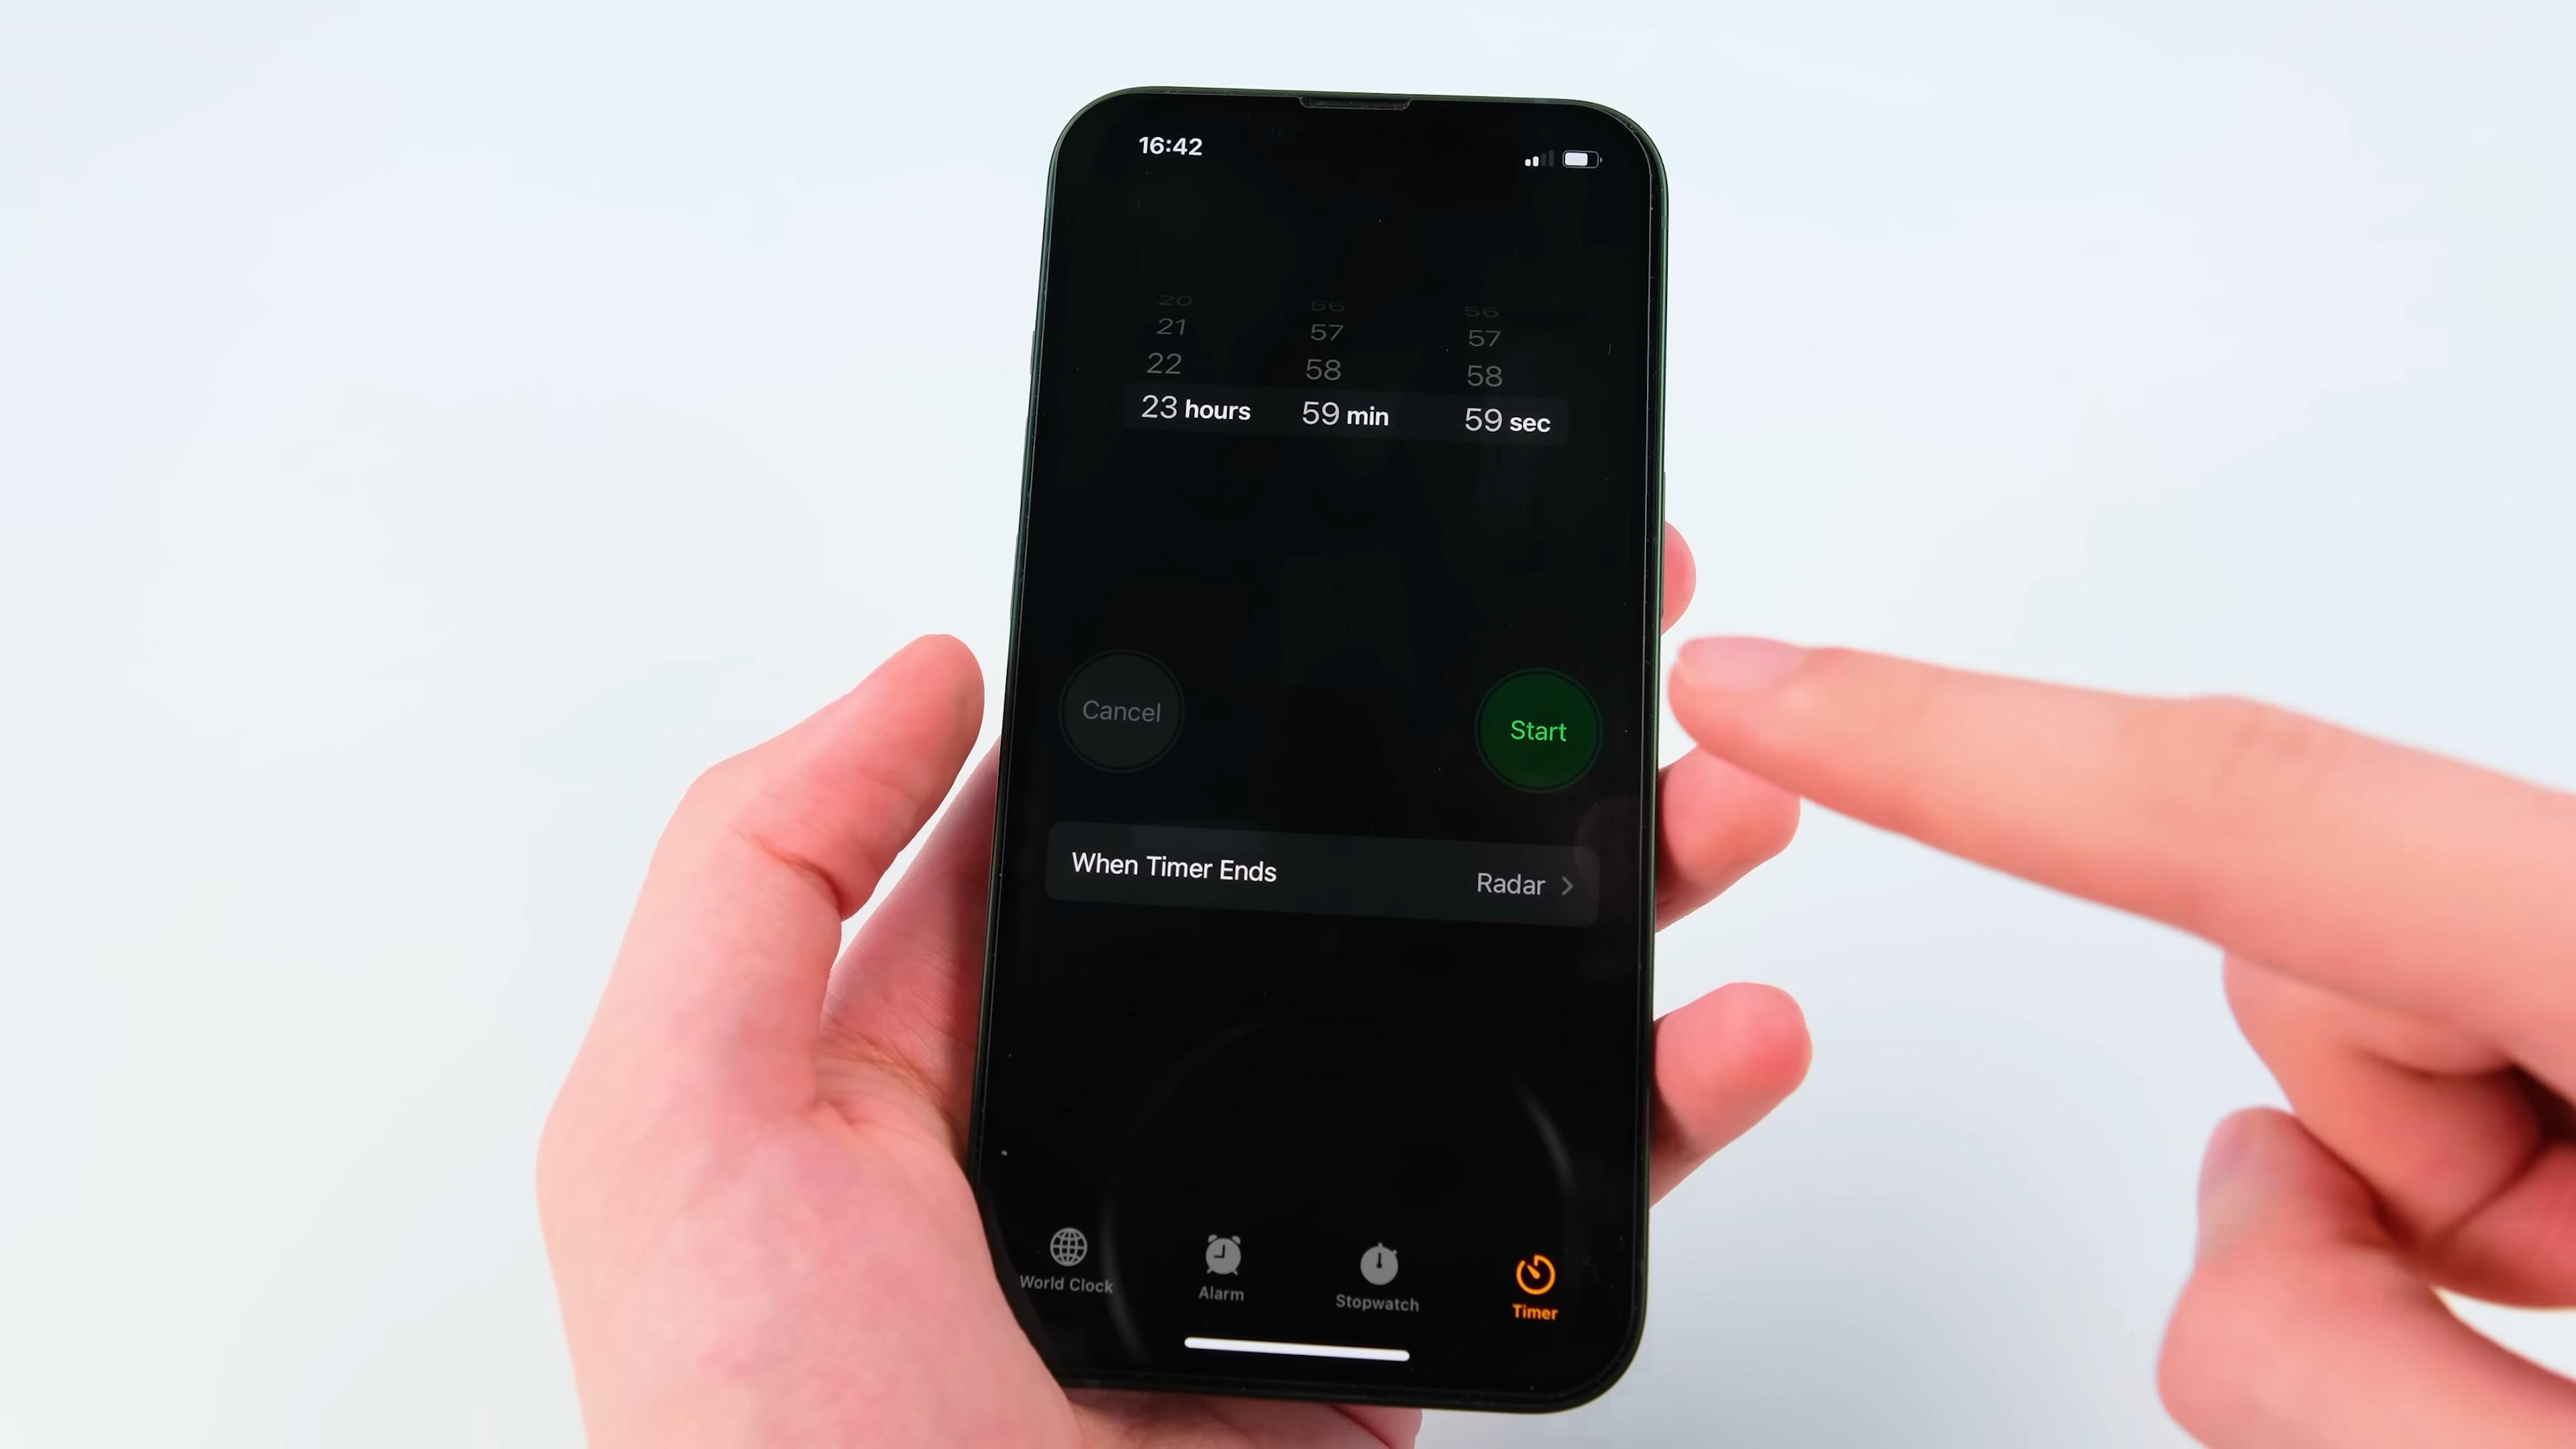 16:42
20 56 56
21 57 57
22 58 58
23 hours 59 min 59 sec
Cancel Start
When Timer Ends Radar
World Clock Alarm Stopwatch Timer